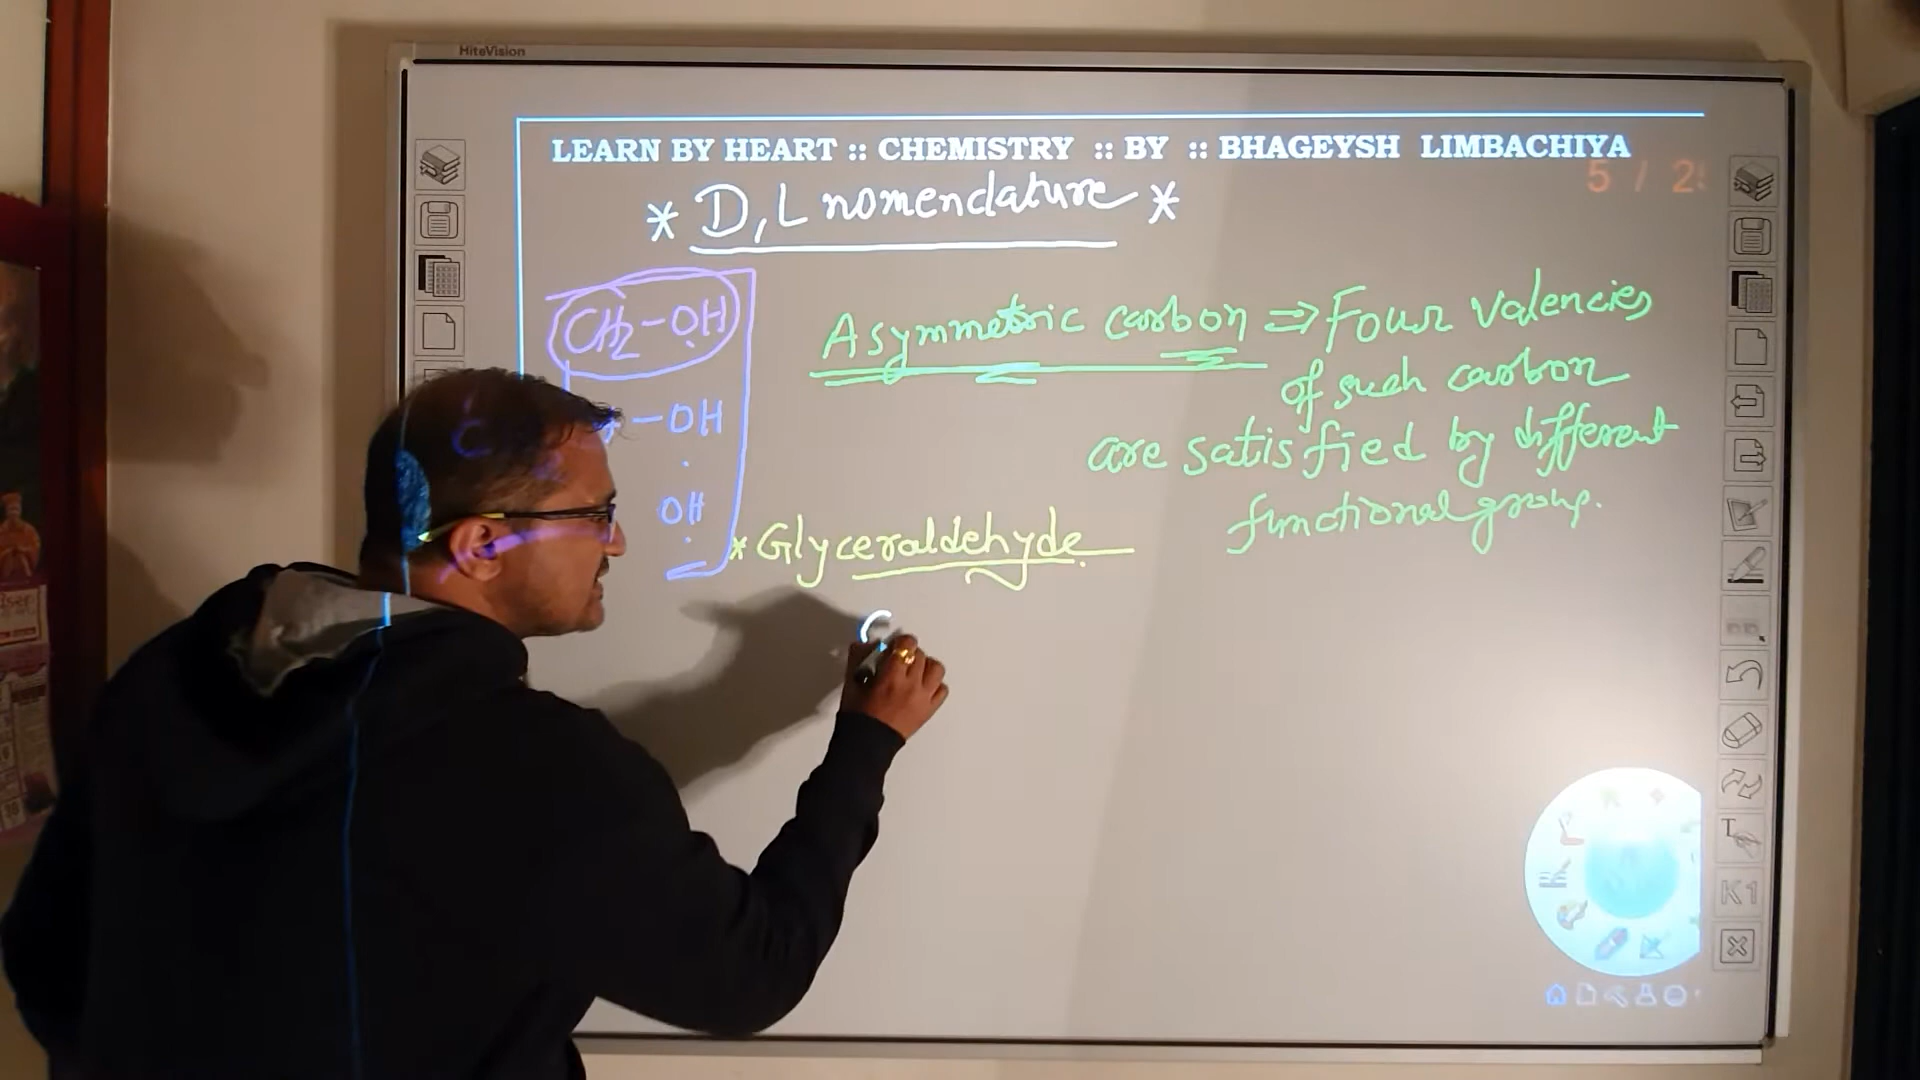 HiteVision
LEARN BY HEART :: CHEMISTRY :: BY :: BHAGEYSH LIMBACHIYA
5 / 2
* D, L nomenclature *
CH2-OH
-OH
OH
Asymmetric carbon ⇒ Four valencies
of such carbon
are satisfied by different
functional group.
* Glyceraldehyde
C
T
K1